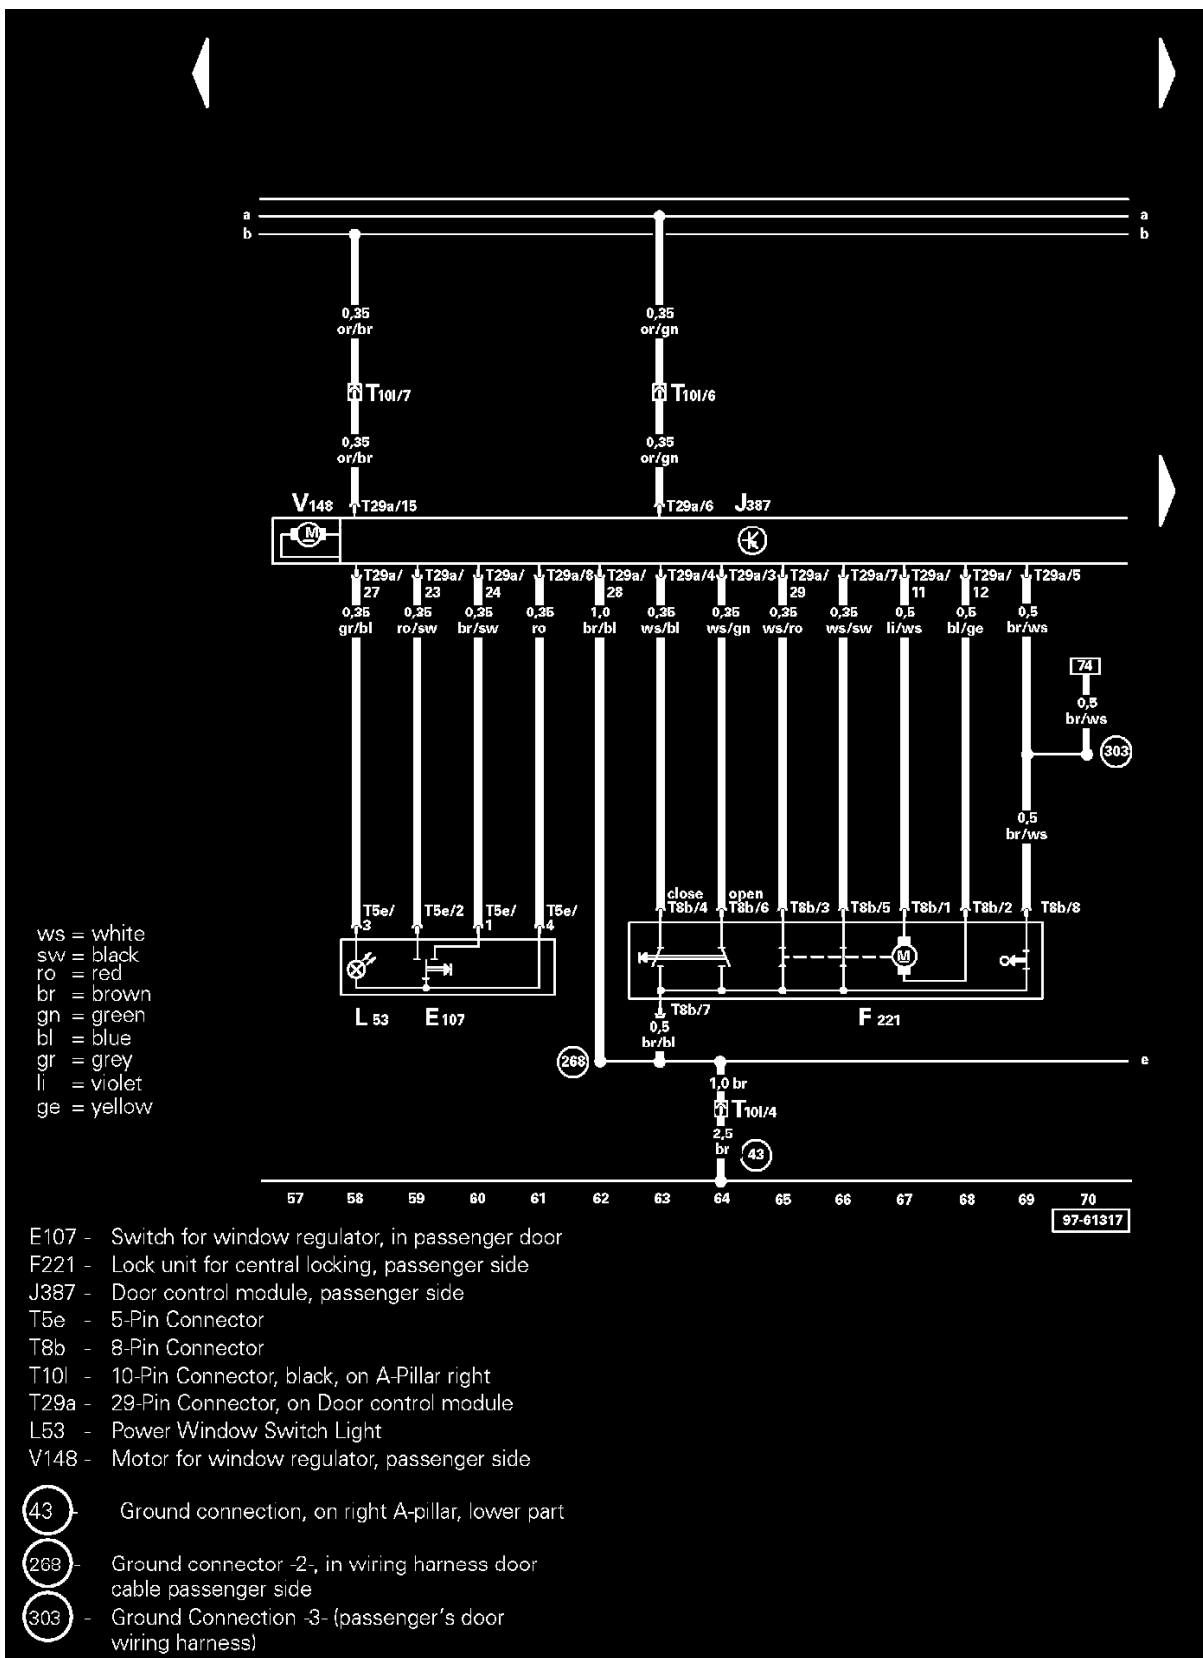 a a
b b
0,35 0,35
or/br or/gn
T10l/7 T10l/6
0,35 0,35
or/br or/gn
V148 T29a/15 T29a/6 J387
M
T29a/ T29a/ T29a/ T29a/8 T29a/ T29a/4 T29a/3 T29a/ T29a/7 T29a/ T29a/ T29a/5
27 23 24 28 29 11 12
0,35 0,35 0,35 0,35 1,0 0,35 0,35 0,35 0,35 0,5 0,5 0,5
gr/bl ro/sw br/sw ro br/bl ws/bl ws/gn ws/ro ws/sw li/ws bl/ge br/ws
74
0,5
br/ws
303
0,5
br/ws
close open
T5e/ T5e/2 T5e/ T5e/ T8b/4 T8b/6 T8b/3 T8b/5 T8b/1 T8b/2 T8b/8
3 1 4
M
L 53 E107 T8b/7 F 221
0,5
br/bl
268 e
1,0 br
T10l/4
2,5
br 43
57 58 59 60 61 62 63 64 65 66 67 68 69 70
97-61317
ws = white
sw = black
ro = red
br = brown
gn = green
bl = blue
gr = grey
li = violet
ge = yellow
E107 - Switch for window regulator, in passenger door
F221 - Lock unit for central locking, passenger side
J387 - Door control module, passenger side
T5e - 5-Pin Connector
T8b - 8-Pin Connector
T10l - 10-Pin Connector, black, on A-Pillar right
T29a - 29-Pin Connector, on Door control module
L53 - Power Window Switch Light
V148 - Motor for window regulator, passenger side
43 - Ground connection, on right A-pillar, lower part
268 - Ground connector -2-, in wiring harness door
cable passenger side
303 - Ground Connection -3- (passenger's door
wiring harness)